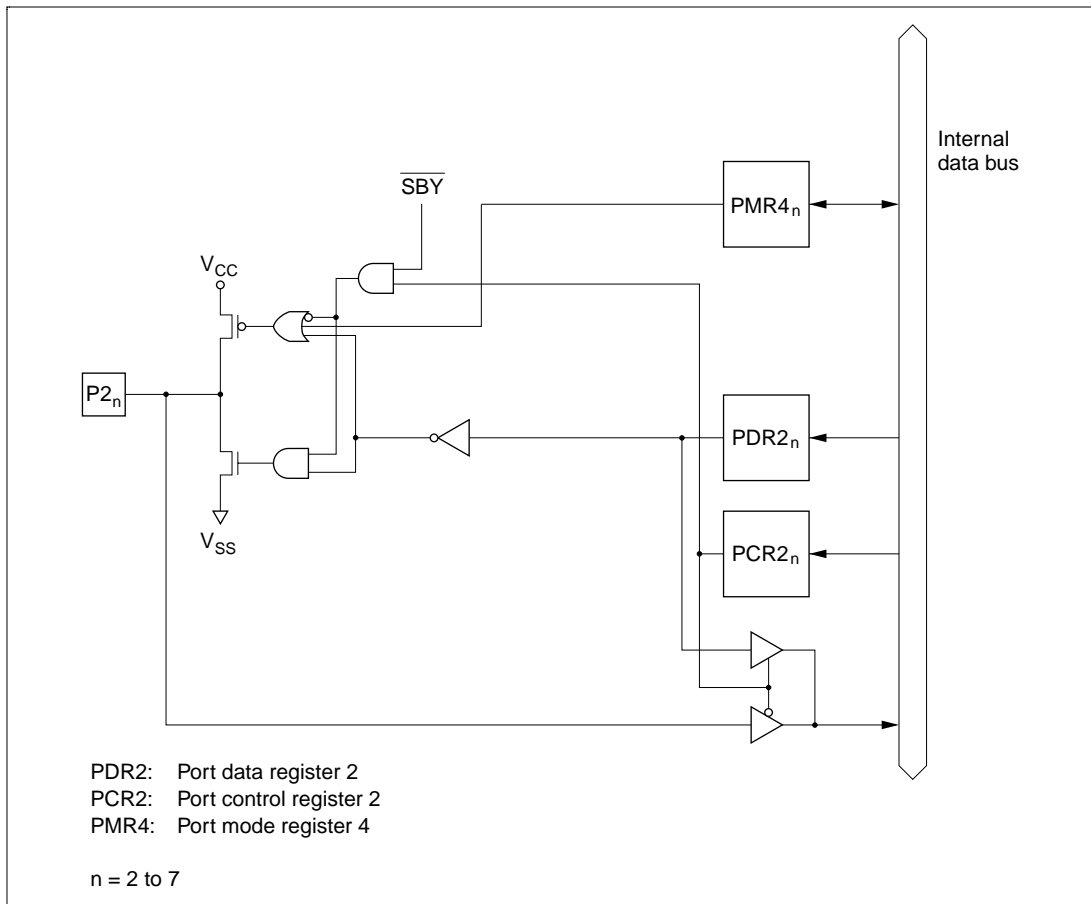 Internal
data bus
SBY
PMR4n
VCC
P2n
PDR2n
VSS
PCR2n
PDR2: Port data register 2
PCR2: Port control register 2
PMR4: Port mode register 4
n = 2 to 7